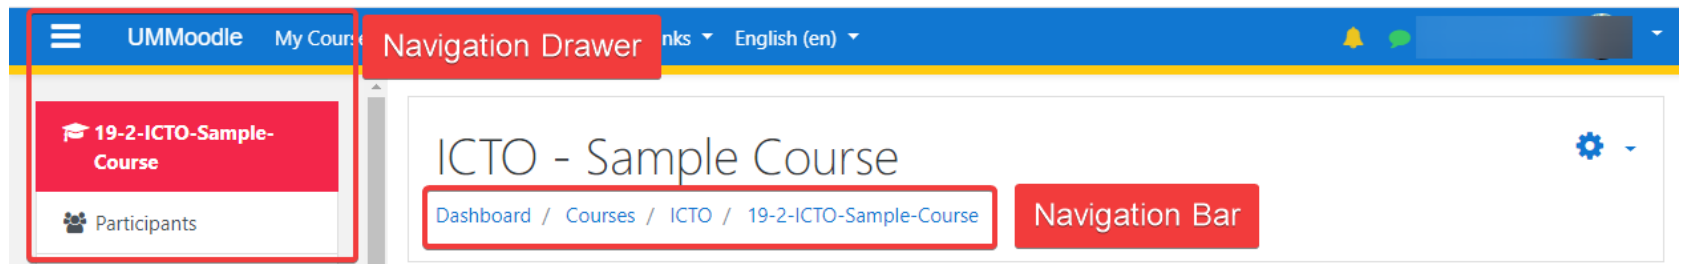 UMMoodle My Cours Navigation Drawer nks English (en)
19-2-ICTO-Sample-
Course
Participants
ICTO - Sample Course
Dashboard / Courses / ICTO / 19-2-ICTO-Sample-Course
Navigation Bar